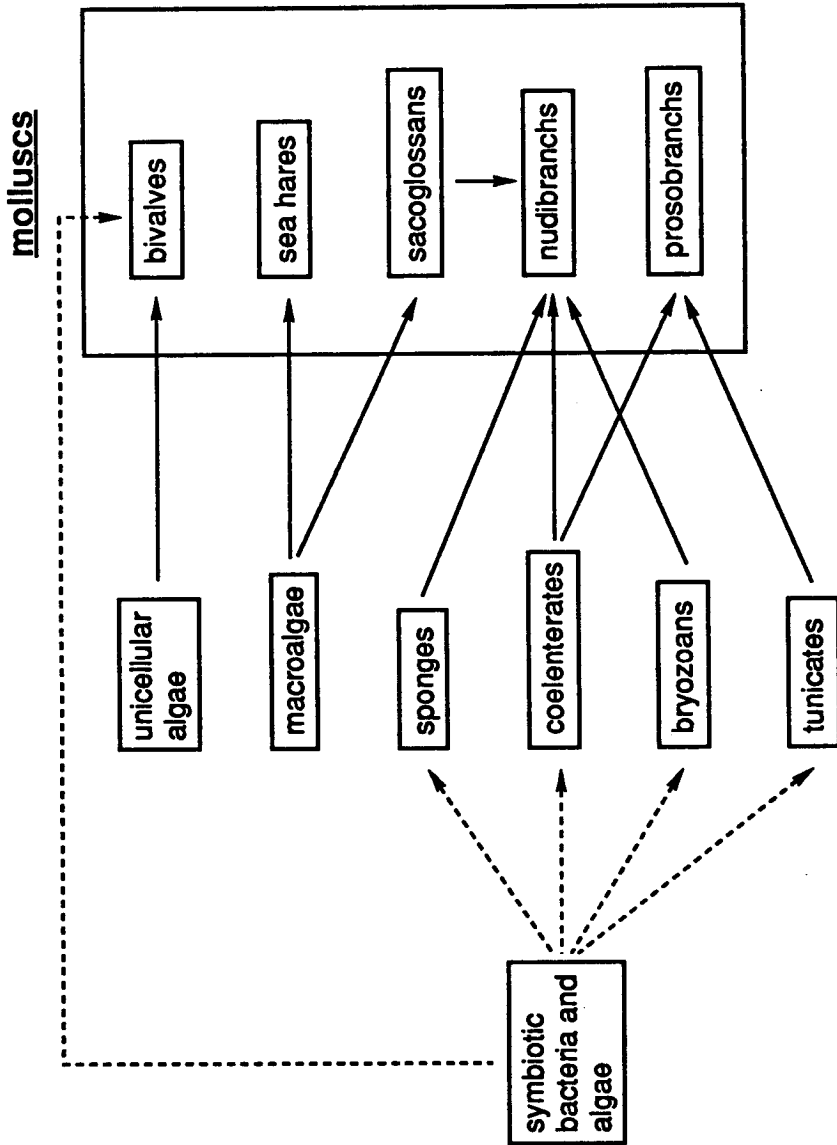 molluscs
bivalves
sea hares
sacoglossans
nudibranchs
prosobranchs
unicellular
algae
macroalgae
sponges
coelenterates
bryozoans
tunicates
symbiotic
bacteria and
algae